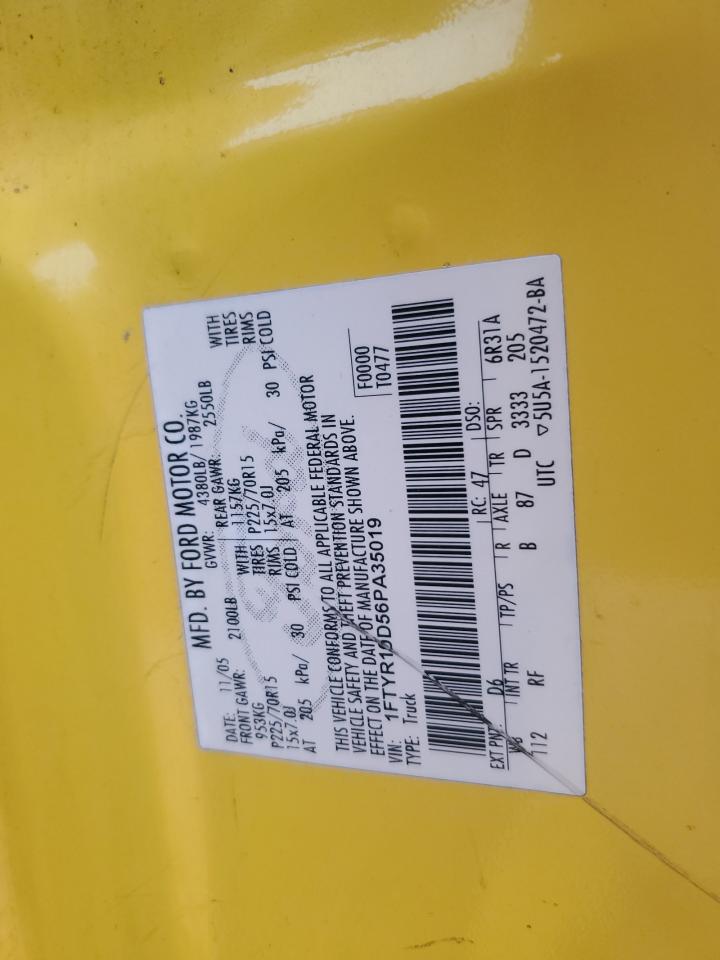 MFD. BY FORD MOTOR CO.
DATE: 11/05 GVWR: 4380LB/ 1987KG
FRONT GAWR: 2100LB REAR GAWR: 2550LB
953KG WITH 1157KG WITH
P225/70R15 TIRES P225/70R15 TIRES
15x7.0J RIMS 15x7.0J RIMS
AT 205 kPa/ 30 PSI COLD AT 205 kPa/ 30 PSI COLD
THIS VEHICLE CONFORMS TO ALL APPLICABLE FEDERAL MOTOR
VEHICLE SAFETY AND THEFT PREVENTION STANDARDS IN
EFFECT ON THE DATE OF MANUFACTURE SHOWN ABOVE.
VIN: 1FTYR10D56PA35019 F0000
TYPE: Truck T0477
EXT PNT: D6 RC: 47 DSO:
WB INT TR TP/PS R AXLE TR SPR 6R31A
112 RF B 87 D 3333 205
UTC ▽5U5A-1520472-BA